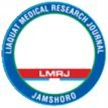 LIAQUAT MEDICAL RESEARCH JOURNAL
LMRJ
JAMSHORO